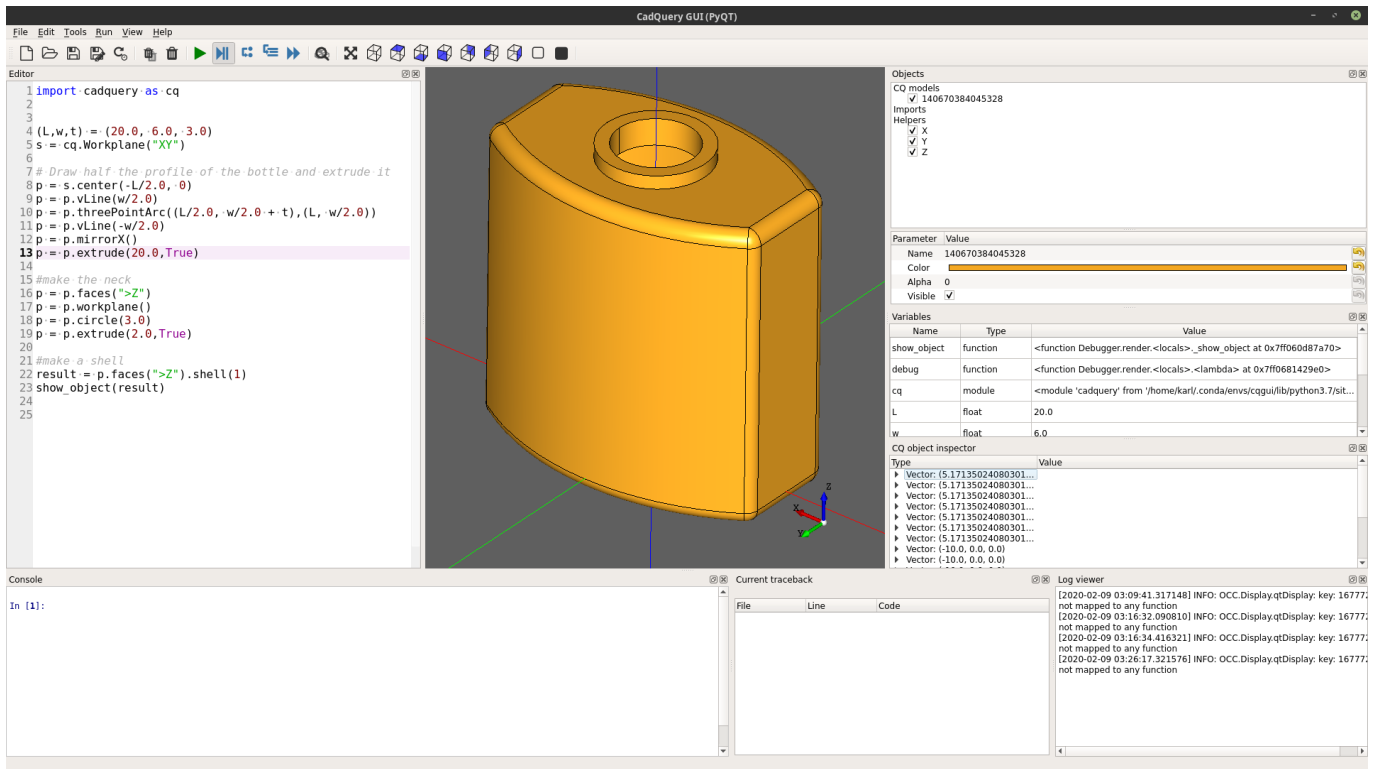 CadQuery GUI (PyQT)
File Edit Tools Run View Help
Editor
1 import cadquery as cq
2
3
4 (L,w,t) = (20.0, 6.0, 3.0)
5 s = cq.Workplane("XY")
6
7 # Draw half the profile of the bottle and extrude it
8 p = s.center(-L/2.0, 0)
9 p = p.vLine(w/2.0)
10 p = p.threePointArc((L/2.0, w/2.0 + t),(L, w/2.0))
11 p = p.vLine(-w/2.0)
12 p = p.mirrorX()
13 p = p.extrude(20.0,True)
14
15 #make the neck
16 p = p.faces(">Z")
17 p = p.workplane()
18 p = p.circle(3.0)
19 p = p.extrude(2.0,True)
20
21 #make a shell
22 result = p.faces(">Z").shell(1)
23 show_object(result)
24
25
Z
X
Y
Objects
CQ models
140670384045328
Imports
Helpers
X
Y
Z
Parameter Value
Name 140670384045328
Color
Alpha 0
Visible
Variables
Name Type Value
show_object function <function Debugger.render.<locals>._show_object at 0x7ff060d87a70>
debug function <function Debugger.render.<locals>.<lambda> at 0x7ff0681429e0>
cq module <module 'cadquery' from '/home/karl/.conda/envs/cqgui/lib/python3.7/sit...
L float 20.0
w float 6.0
CQ object inspector
Type Value
Vector: (5.17135024080301...
Vector: (5.17135024080301...
Vector: (5.17135024080301...
Vector: (5.17135024080301...
Vector: (5.17135024080301...
Vector: (5.17135024080301...
Vector: (5.17135024080301...
Vector: (-10.0, 0.0, 0.0)
Vector: (-10.0, 0.0, 0.0)
Console
In [1]:
Current traceback
File Line Code
Log viewer
[2020-02-09 03:09:41.317148] INFO: OCC.Display.qtDisplay: key: 167772
not mapped to any function
[2020-02-09 03:16:32.090810] INFO: OCC.Display.qtDisplay: key: 167772
not mapped to any function
[2020-02-09 03:16:34.416321] INFO: OCC.Display.qtDisplay: key: 167772
not mapped to any function
[2020-02-09 03:26:17.321576] INFO: OCC.Display.qtDisplay: key: 167772
not mapped to any function